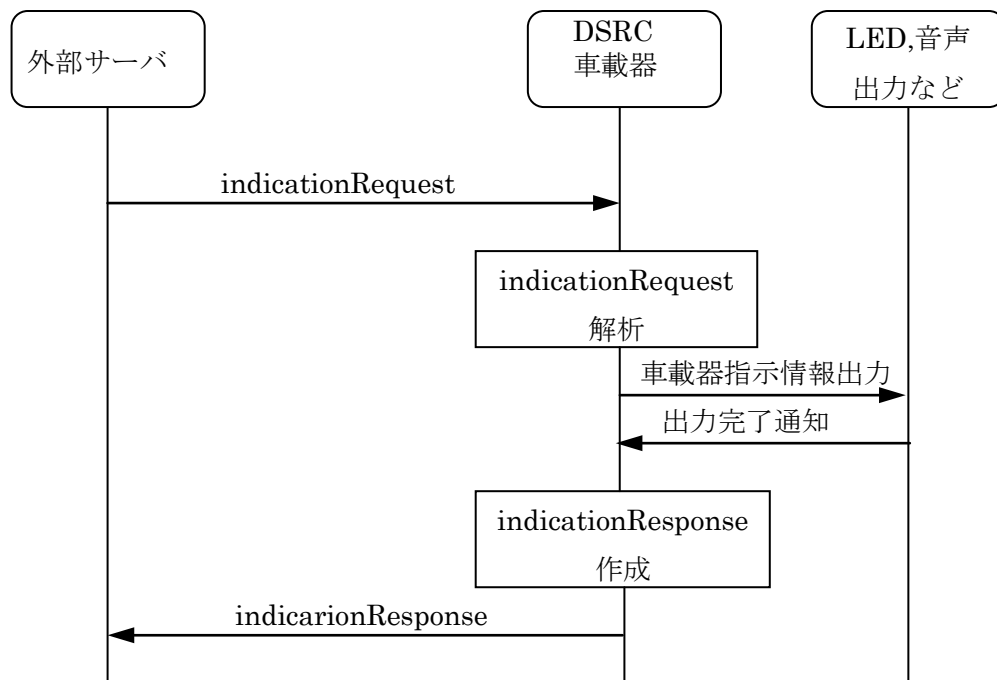 外部サーバ
DSRC
車載器
LED,音声
出力など
indicationRequest
indicationRequest
解析
車載器指示情報出力
出力完了通知
indicationResponse
作成
indicarionResponse